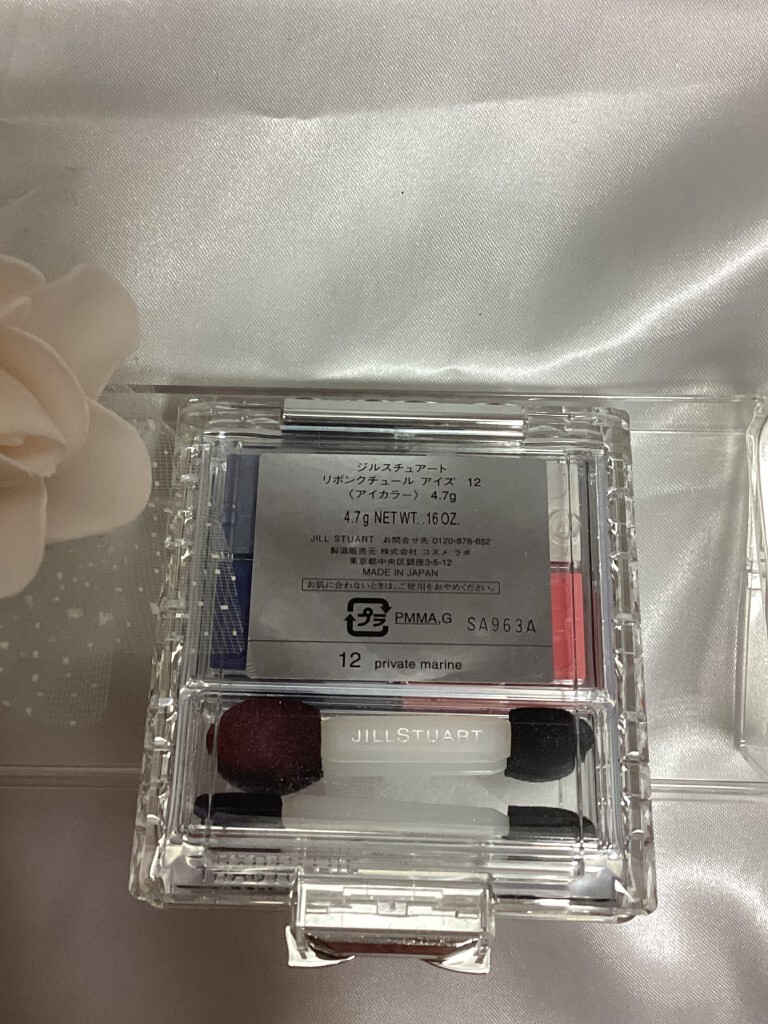 ジルスチュアート
リボンクチュール アイズ 12
〈アイカラー〉 4.7g
4.7g NET WT. .16 OZ.
JILL STUART お問合せ先 0120-878-652
製造販売元 株式会社 コスメ ラボ
東京都中央区銀座3-5-12
MADE IN JAPAN
お肌に合わないときは、ご使用をおやめください。
プラ PMMA,G SA963A
12 private marine
JILLSTUART